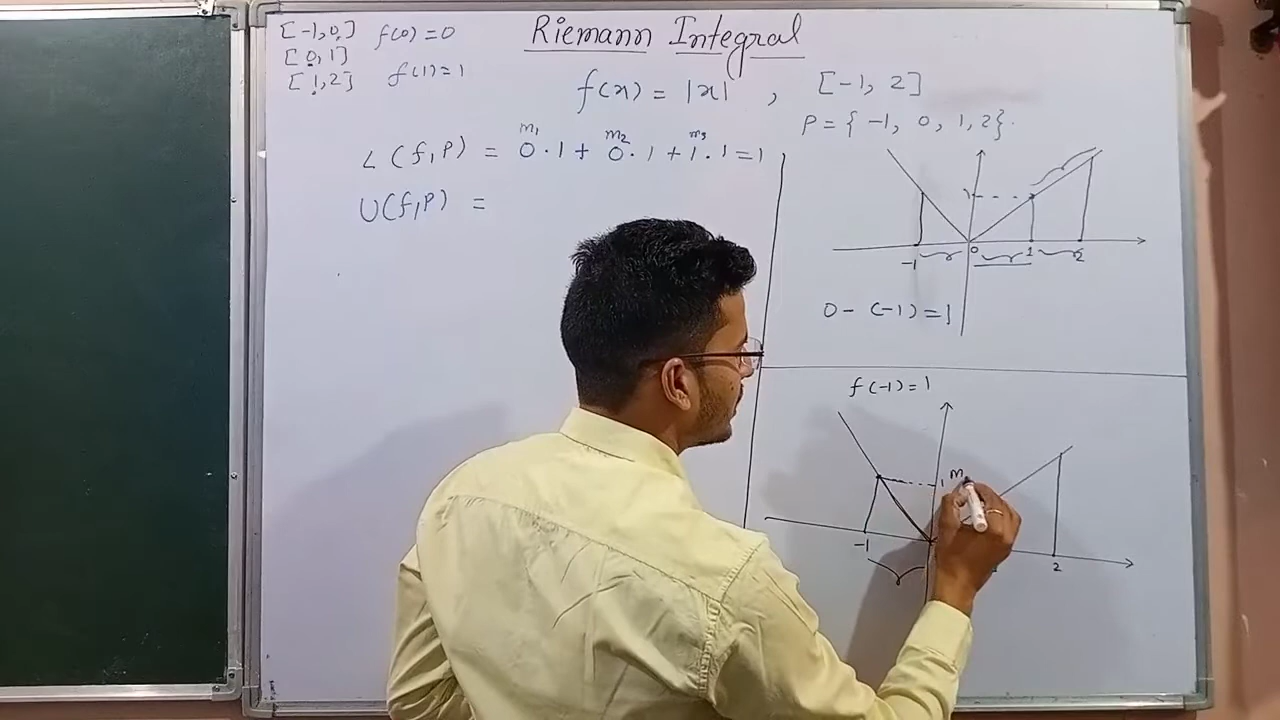 [-1,0,] f(0)=0
[0,1]
[1,2] f(1)=1
Riemann Integral
f(x) = |x| , [-1, 2]
P = { -1, 0, 1, 2}.
m₁ m₂ m₃
L(f,P) = 0.1 + 0.1 + 1.1 = 1
U(f,P) =
1
-1 0 1 2
0 - (-1) = 1
f(-1) = 1
1 m
-1 2